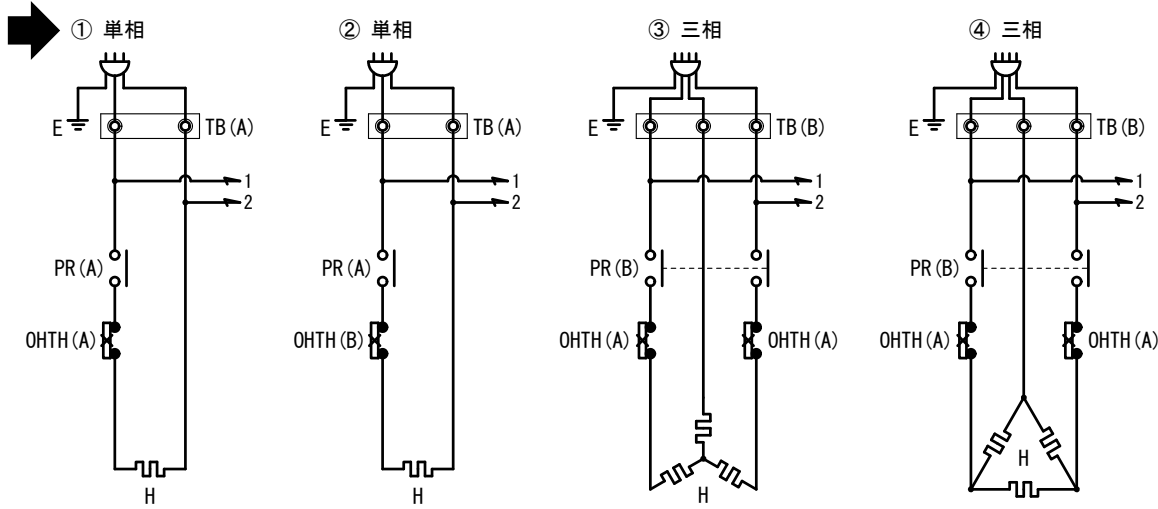 ① 単相
② 単相
③ 三相
④ 三相
E
TB(A)
E
TB(A)
E
TB(B)
E
TB(B)
1
2
1
2
1
2
1
2
PR(A)
PR(A)
PR(B)
PR(B)
OHTH(A)
OHTH(B)
OHTH(A)
OHTH(A)
OHTH(A)
OHTH(A)
H
H
H
H